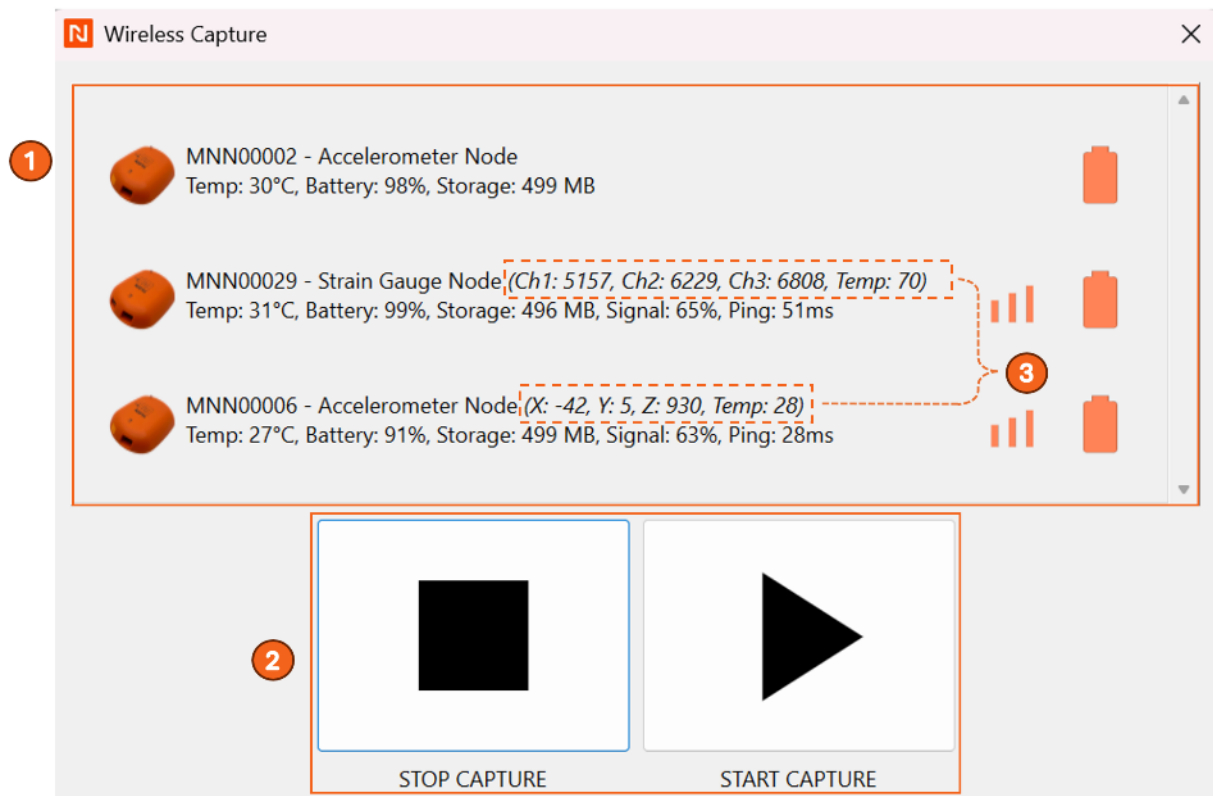 N Wireless Capture
1
MNN00002 - Accelerometer Node
Temp: 30°C, Battery: 98%, Storage: 499 MB
MNN00029 - Strain Gauge Node (Ch1: 5157, Ch2: 6229, Ch3: 6808, Temp: 70)
Temp: 31°C, Battery: 99%, Storage: 496 MB, Signal: 65%, Ping: 51ms
3
MNN00006 - Accelerometer Node (X: -42, Y: 5, Z: 930, Temp: 28)
Temp: 27°C, Battery: 91%, Storage: 499 MB, Signal: 63%, Ping: 28ms
2
STOP CAPTURE
START CAPTURE